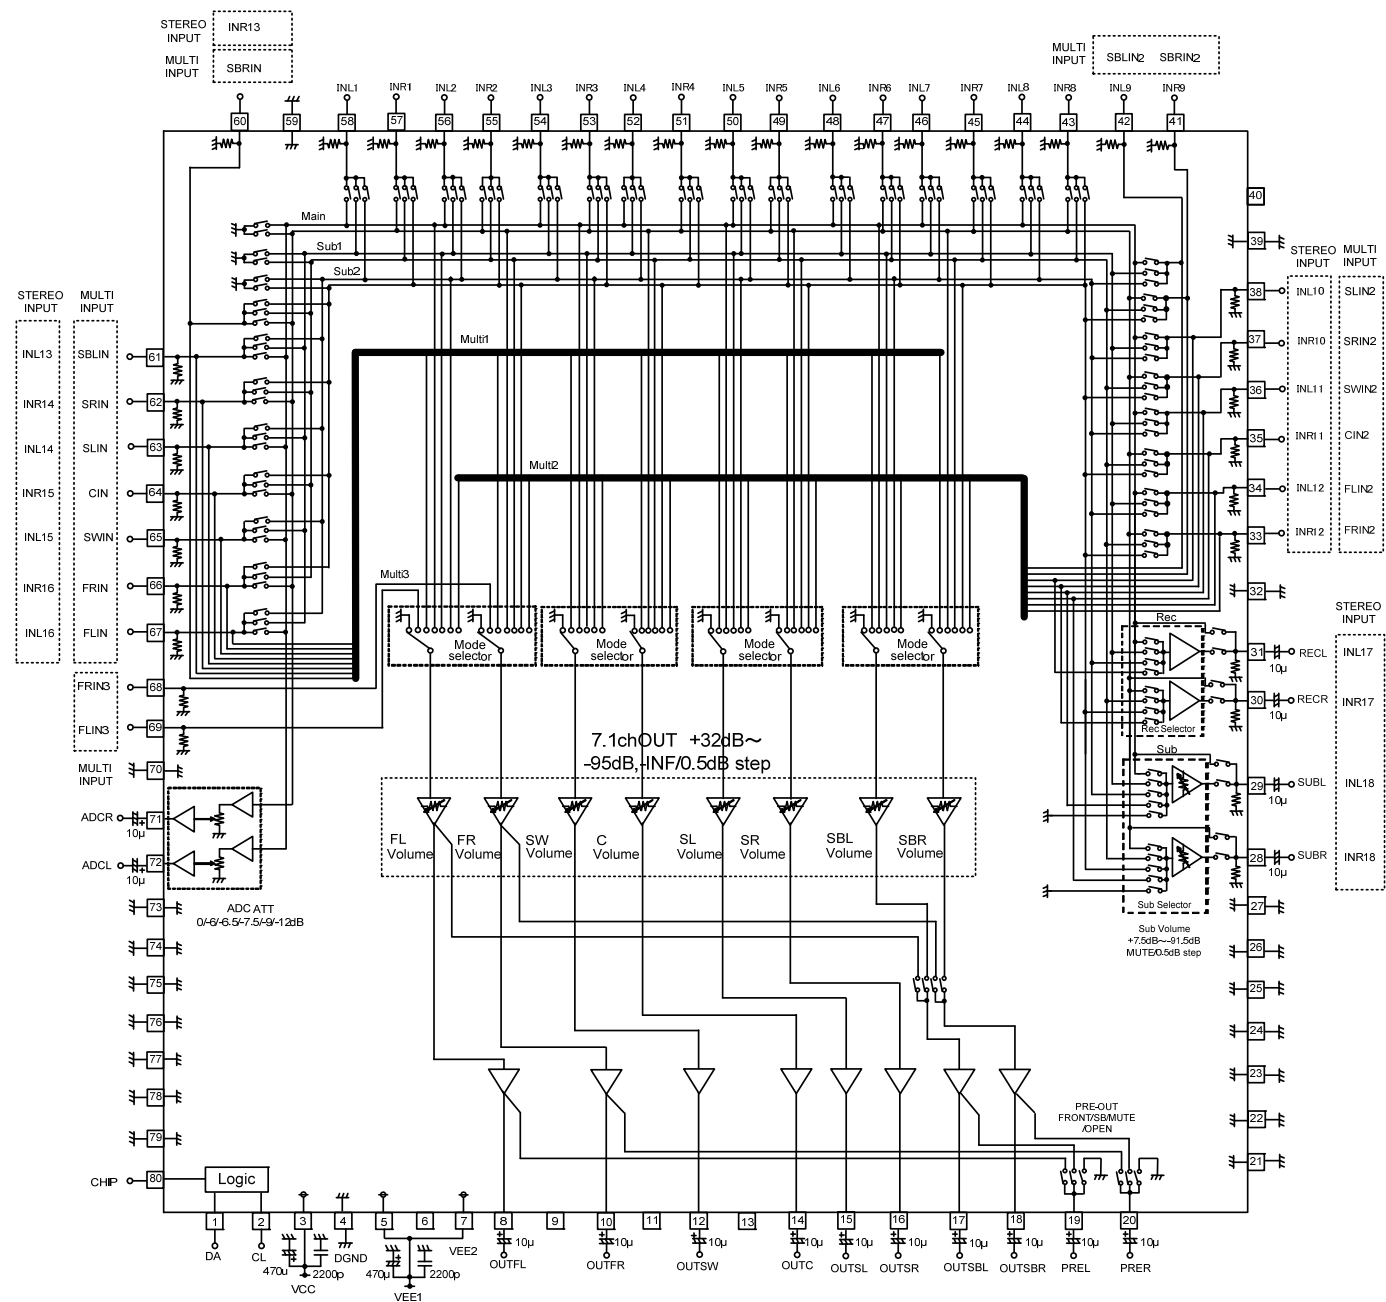 STEREO
INPUT
INR13
MULTI
INPUT
SBRIN
MULTI
INPUT
SBLIN2 SBRIN2
INL1 INR1 INL2 INR2 INL3 INR3 INL4 INR4 INL5 INR5 INL6 INR6 INL7 INR7 INL8 INR8 INL9 INR9
60 59 58 57 56 55 54 53 52 51 50 49 48 47 46 45 44 43 42 41
Main
Sub1
Sub2
Multi1
Multi2
Multi3
40
39
STEREO
INPUT
MULTI
INPUT
38 INL10 SLIN2
37 INR10 SRIN2
36 INL11 SWIN2
35 INR11 CIN2
34 INL12 FLIN2
33 INR12 FRIN2
32
STEREO
INPUT
MULTI
INPUT
INL13 SBLIN 61
INR14 SRIN 62
INL14 SLIN 63
INR15 CIN 64
INL15 SWIN 65
INR16 FRIN 66
INL16 FLIN 67
FRIN3 68
FLIN3 69
MULTI
INPUT
70
ADCR 10μ 71
ADCL 10μ 72
ADC ATT
0/-6/-6.5/-7.5/-9/-12dB
73
74
75
76
77
78
79
CHIP 80
Logic
Mode
selector
Mode
selector
Mode
selector
Mode
selector
7.1chOUT +32dB～
-95dB,-INF/0.5dB step
FL
Volume
FR
Volume
SW
Volume
C
Volume
SL
Volume
SR
Volume
SBL
Volume
SBR
Volume
STEREO
INPUT
Rec
31 10μ RECL INL17
30 10μ RECR INR17
Rec Selector
Sub
29 10μ SUBL INL18
28 10μ SUBR INR18
Sub Selector
Sub Volume
+7.5dB～-91.5dB
MUTE/0.5dB step
27
26
25
24
23
22
21
PRE-OUT
FRONT/SB/MUTE
/OPEN
1 2 3 4 5 6 7 8 9 10 11 12 13 14 15 16 17 18 19 20
DA
CL
470u
2200p
VCC
DGND
470μ
2200p
VEE1
VEE2
10μ 10μ 10μ 10μ 10μ 10μ 10μ 10μ 10μ 10μ
OUTFL OUTFR OUTSW OUTC OUTSL OUTSR OUTSBL OUTSBR PREL PRER